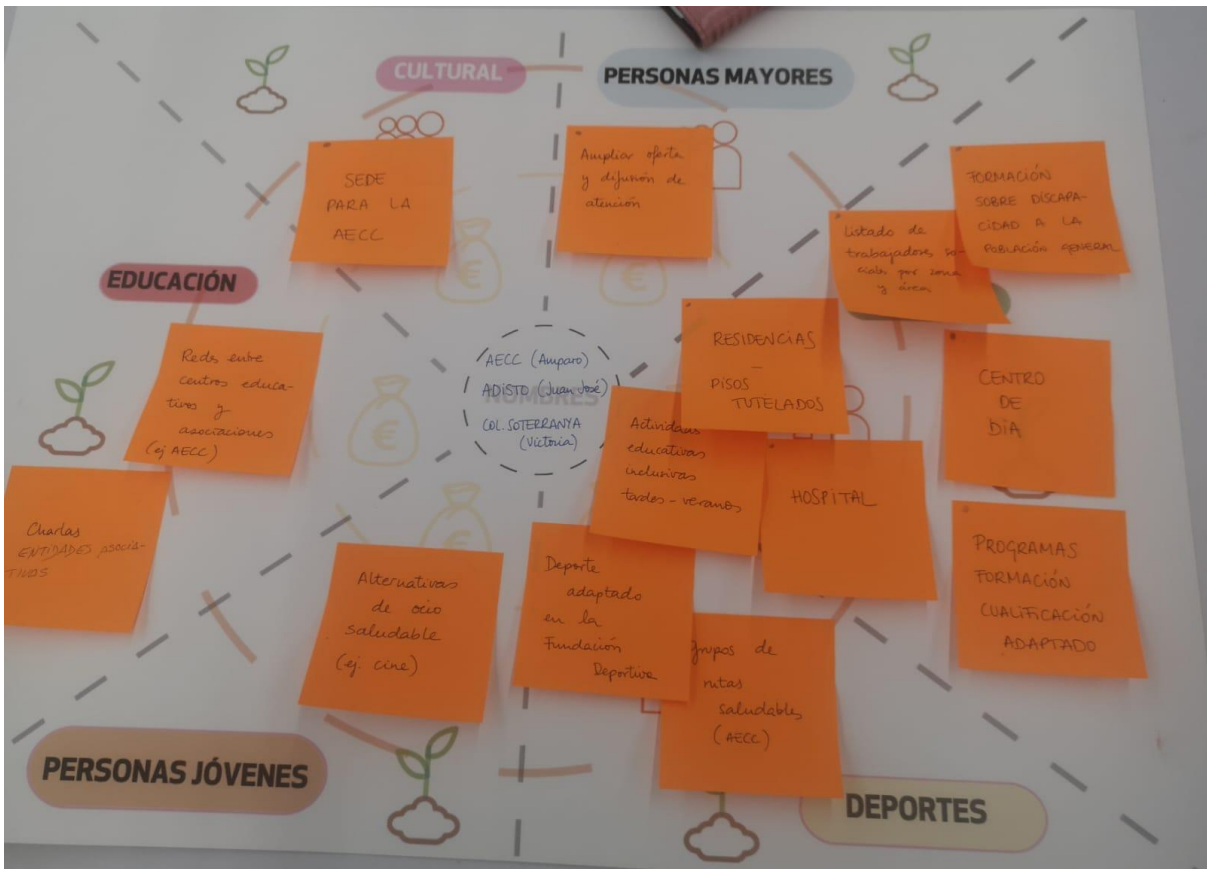 CULTURAL
PERSONAS MAYORES
SEDE
PARA LA
AECC
Ampliar oferta
y difusión de
atención
FORMACIÓN
SOBRE DISCAPA-
CIDAD A LA
POBLACIÓN GENERAL
Listado de
trabajadores so-
ciales por zona
y áreas
EDUCACIÓN
Redes entre
centros educa-
tivos y
asociaciones
(ej AECC)
AECC (Amparo)
ADISTO (Juan José)
NOMBRES
COL. SOTERRANYA
(Victoria)
RESIDENCIAS
-
PISOS
TUTELADOS
CENTRO
DE
DÍA
Actividades
educativas
inclusivas
tardes - veranos
HOSPITAL
Charlas
ENTIDADES ASOCIA-
TIVAS
Alternativas
de ocio
saludable
(ej. cine)
Deporte
adaptado
en la
Fundación
Deportiva
PROGRAMAS
FORMACIÓN
CUALIFICACIÓN
ADAPTADO
grupos de
rutas
saludables
(AECC)
PERSONAS JÓVENES
DEPORTES